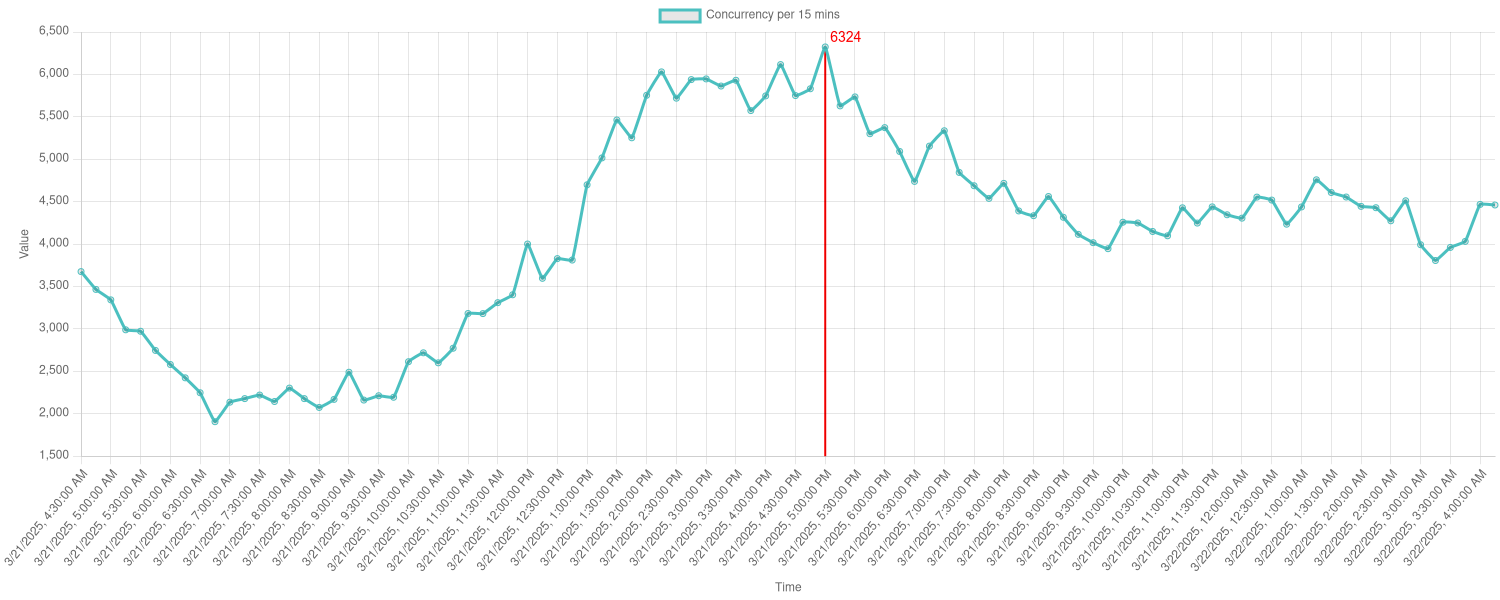 Concurrency per 15 mins
6324
6,500
6,000
5,500
5,000
4,500
4,000
3,500
3,000
2,500
2,000
1,500
Value
3/21/2025, 4:30:00 AM
3/21/2025, 5:00:00 AM
3/21/2025, 5:30:00 AM
3/21/2025, 6:00:00 AM
3/21/2025, 6:30:00 AM
3/21/2025, 7:00:00 AM
3/21/2025, 7:30:00 AM
3/21/2025, 8:00:00 AM
3/21/2025, 8:30:00 AM
3/21/2025, 9:00:00 AM
3/21/2025, 9:30:00 AM
3/21/2025, 10:00:00 AM
3/21/2025, 10:30:00 AM
3/21/2025, 11:00:00 AM
3/21/2025, 11:30:00 AM
3/21/2025, 12:00:00 PM
3/21/2025, 12:30:00 PM
3/21/2025, 1:00:00 PM
3/21/2025, 1:30:00 PM
3/21/2025, 2:00:00 PM
3/21/2025, 2:30:00 PM
3/21/2025, 3:00:00 PM
3/21/2025, 3:30:00 PM
3/21/2025, 4:00:00 PM
3/21/2025, 4:30:00 PM
3/21/2025, 5:00:00 PM
3/21/2025, 5:30:00 PM
3/21/2025, 6:00:00 PM
3/21/2025, 6:30:00 PM
3/21/2025, 7:00:00 PM
3/21/2025, 7:30:00 PM
3/21/2025, 8:00:00 PM
3/21/2025, 8:30:00 PM
3/21/2025, 9:00:00 PM
3/21/2025, 9:30:00 PM
3/21/2025, 10:00:00 PM
3/21/2025, 10:30:00 PM
3/21/2025, 11:00:00 PM
3/21/2025, 11:30:00 PM
3/22/2025, 12:00:00 AM
3/22/2025, 12:30:00 AM
3/22/2025, 1:00:00 AM
3/22/2025, 1:30:00 AM
3/22/2025, 2:00:00 AM
3/22/2025, 2:30:00 AM
3/22/2025, 3:00:00 AM
3/22/2025, 3:30:00 AM
3/22/2025, 4:00:00 AM
Time